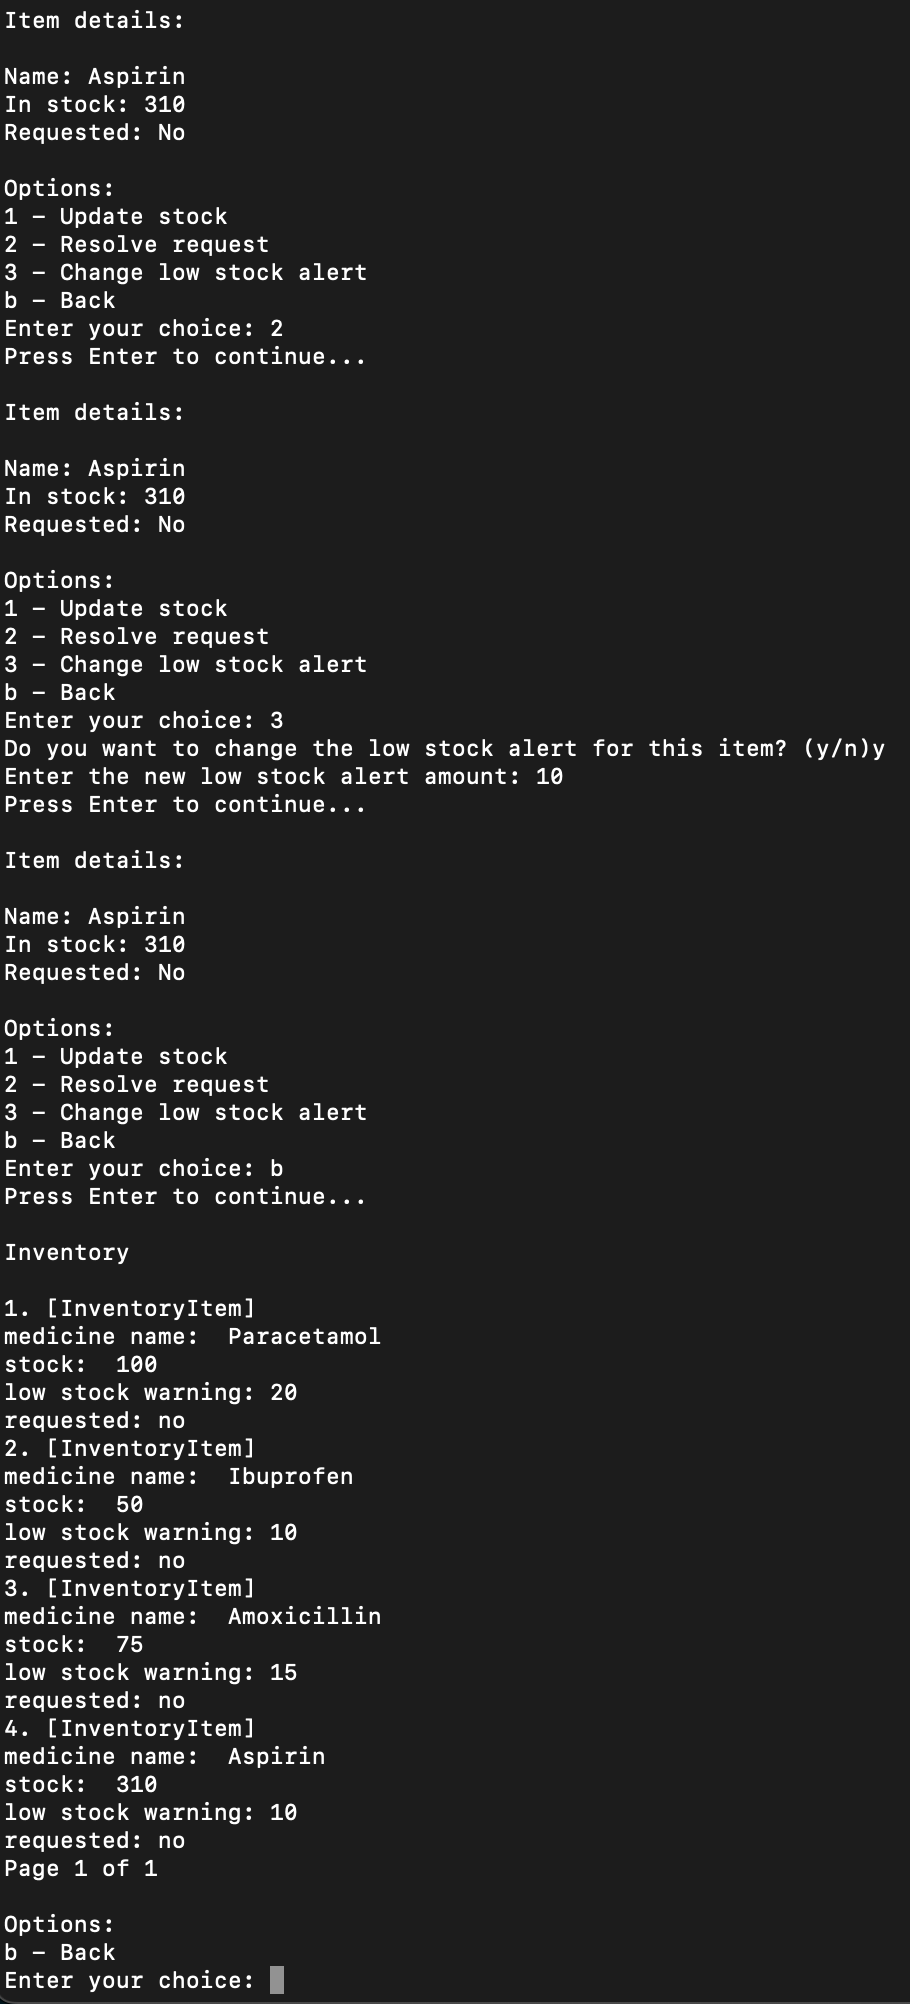 Item details:

Name: Aspirin
In stock: 310
Requested: No

Options:
1 – Update stock
2 – Resolve request
3 – Change low stock alert
b – Back
Enter your choice: 2
Press Enter to continue...

Item details:

Name: Aspirin
In stock: 310
Requested: No

Options:
1 – Update stock
2 – Resolve request
3 – Change low stock alert
b – Back
Enter your choice: 3
Do you want to change the low stock alert for this item? (y/n)y
Enter the new low stock alert amount: 10
Press Enter to continue...

Item details:

Name: Aspirin
In stock: 310
Requested: No

Options:
1 – Update stock
2 – Resolve request
3 – Change low stock alert
b – Back
Enter your choice: b
Press Enter to continue...

Inventory

1. [InventoryItem]
medicine name:  Paracetamol
stock:  100
low stock warning: 20
requested: no
2. [InventoryItem]
medicine name:  Ibuprofen
stock:  50
low stock warning: 10
requested: no
3. [InventoryItem]
medicine name:  Amoxicillin
stock:  75
low stock warning: 15
requested: no
4. [InventoryItem]
medicine name:  Aspirin
stock:  310
low stock warning: 10
requested: no
Page 1 of 1

Options:
b – Back
Enter your choice: